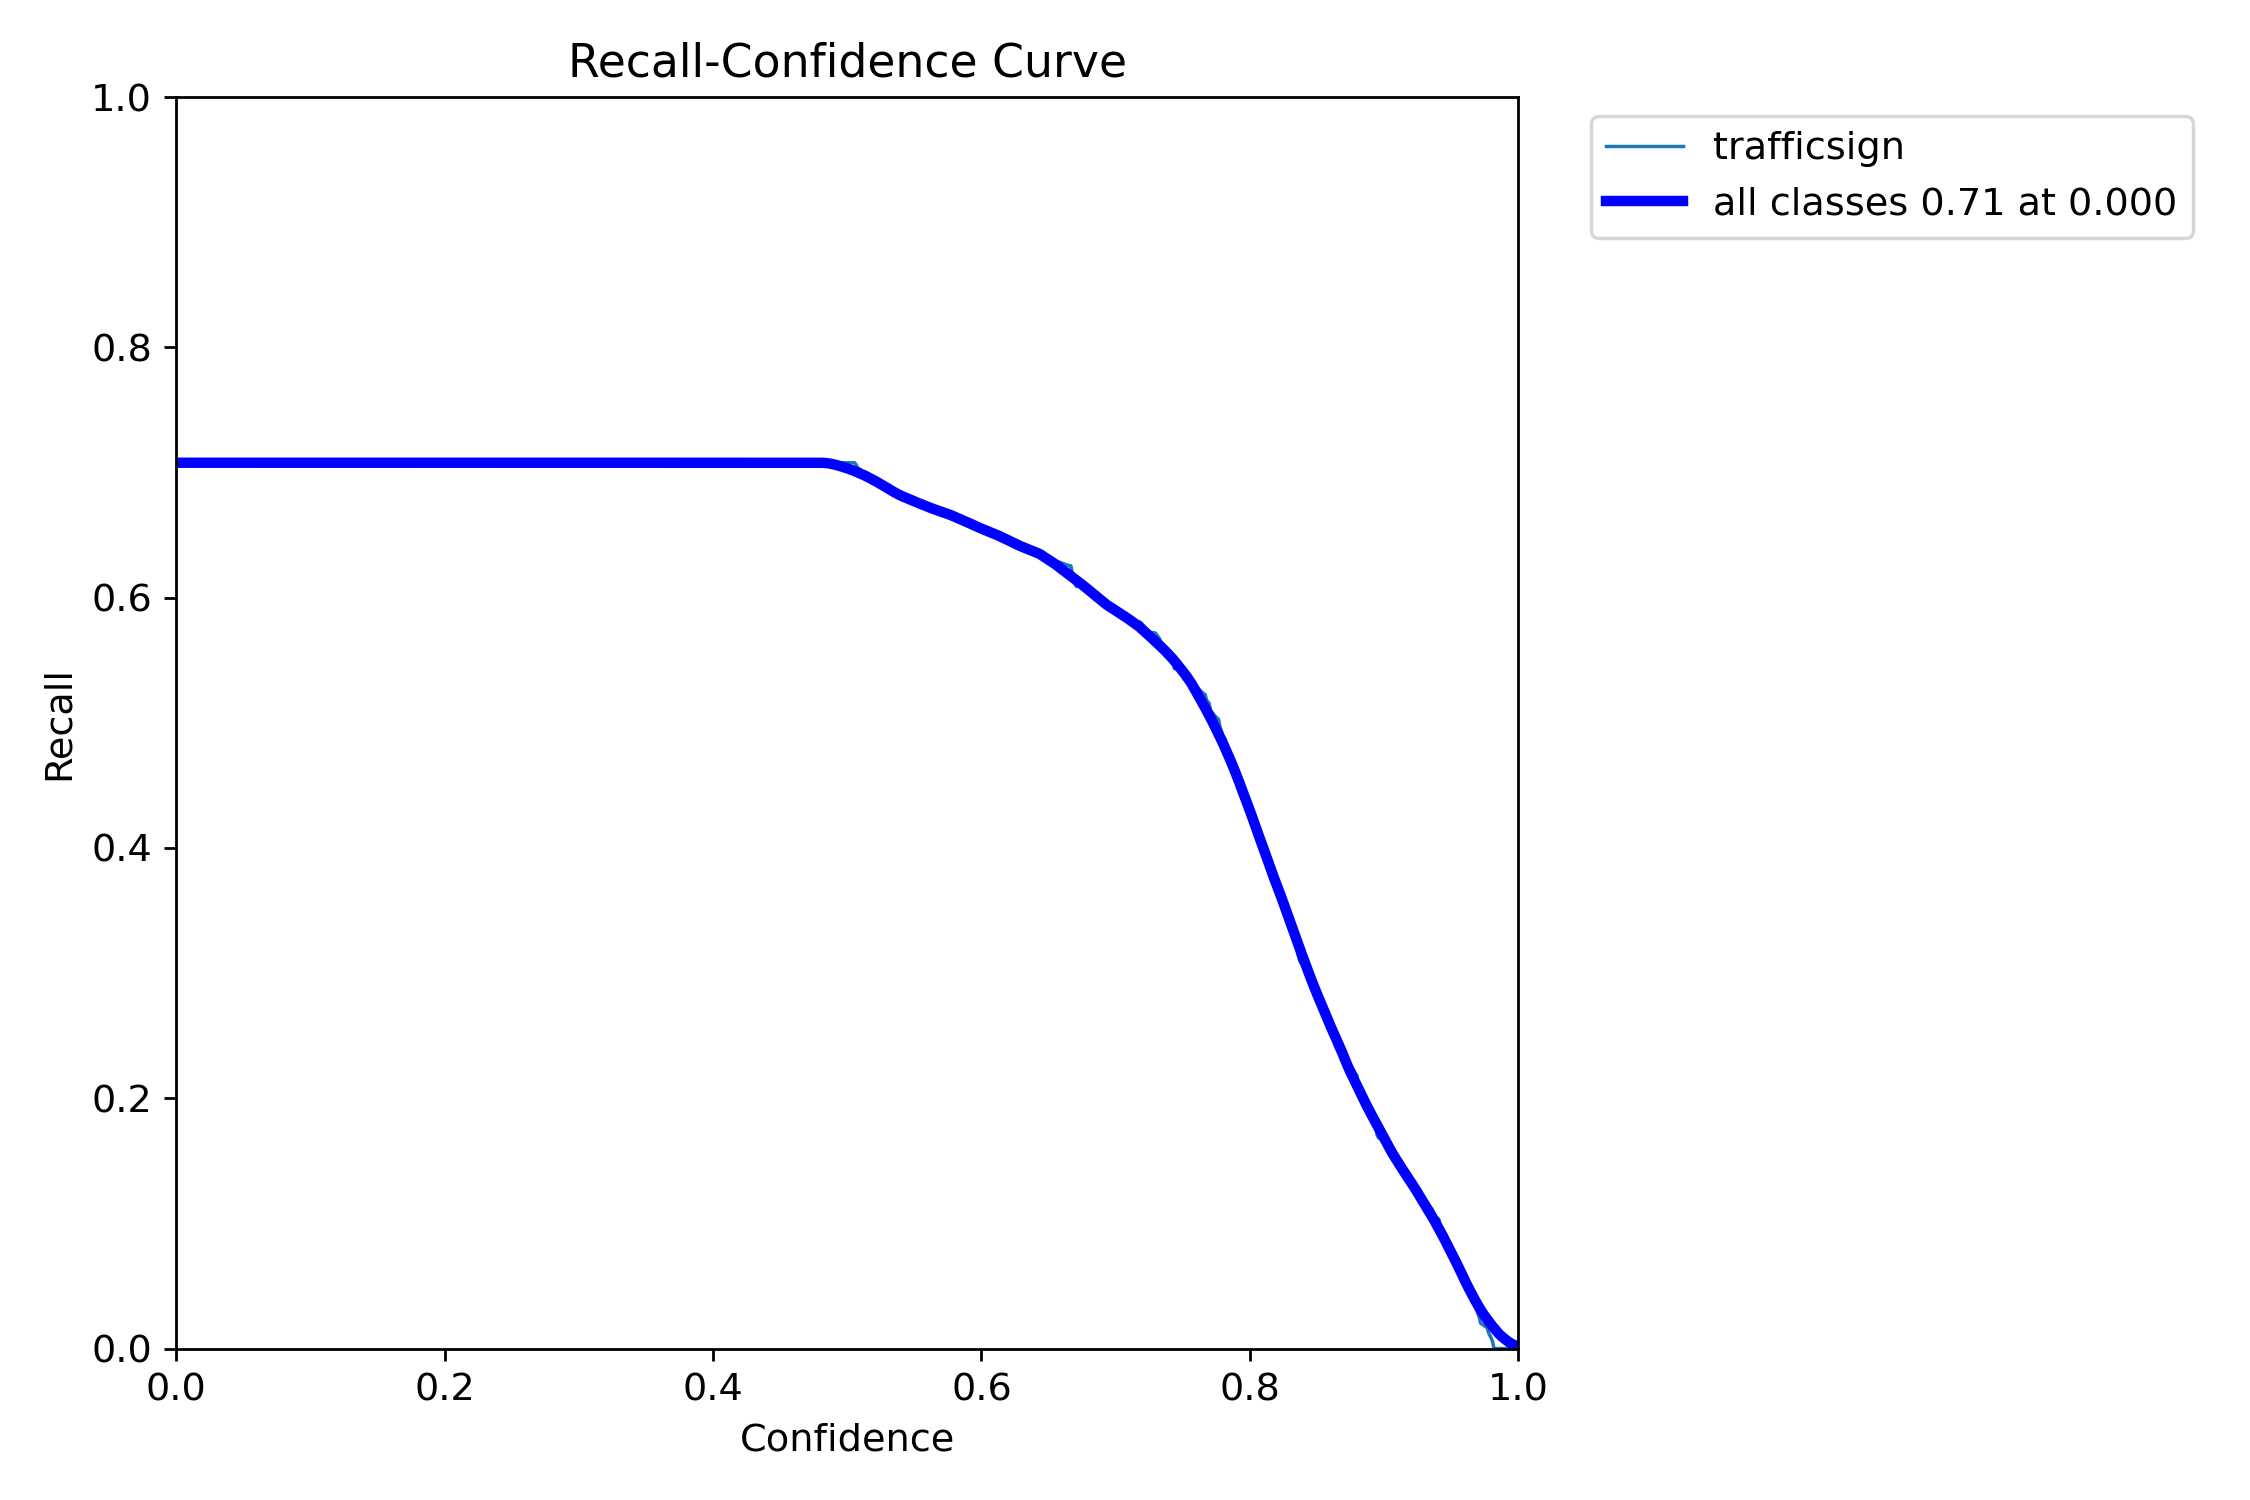 Recall-Confidence Curve
trafficsign
all classes 0.71 at 0.000
1.0
0.8
0.6
0.4
0.2
0.0
Recall
0.0 0.2 0.4 0.6 0.8 1.0
Confidence